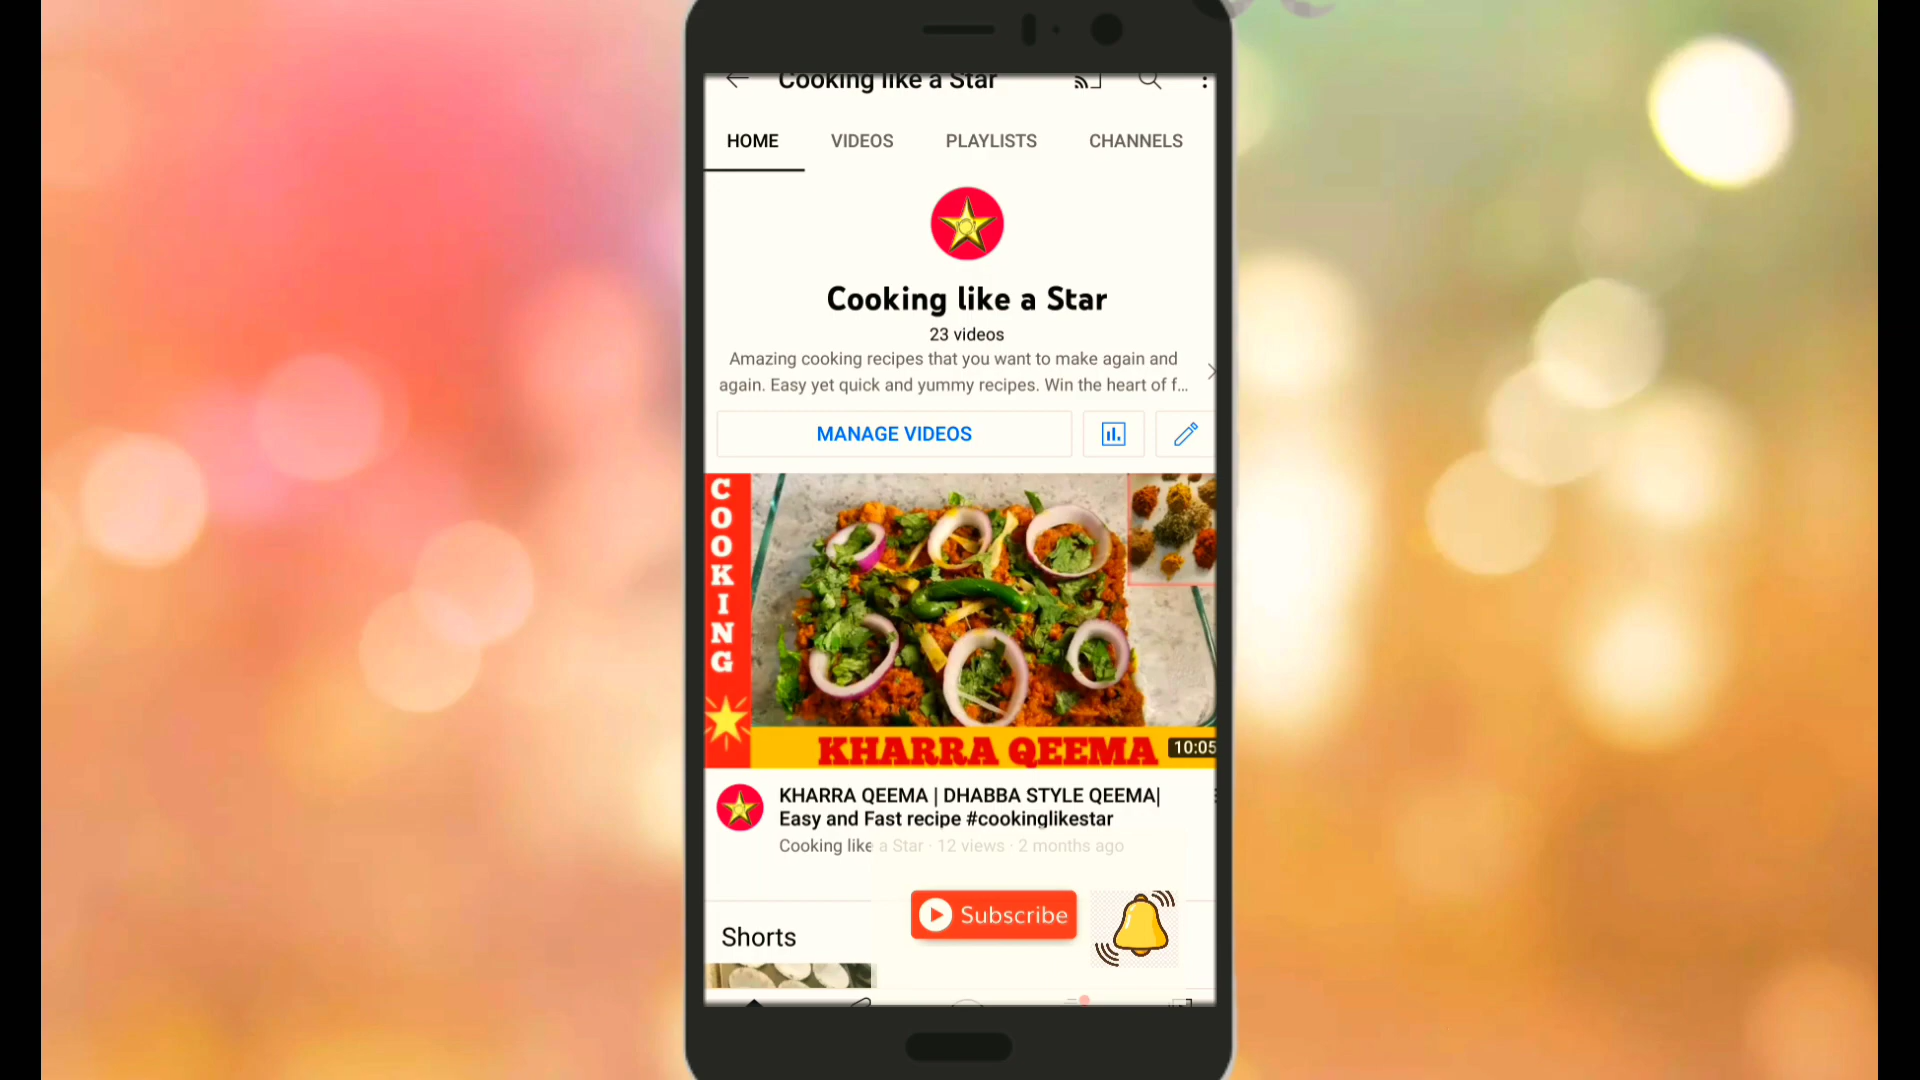 Cooking like a Star
HOME VIDEOS PLAYLISTS CHANNELS
Cooking like a Star
23 videos
Amazing cooking recipes that you want to make again and
again. Easy yet quick and yummy recipes. Win the heart of f...
MANAGE VIDEOS
COOKING
KHARRA QEEMA
10:05
KHARRA QEEMA | DHABBA STYLE QEEMA|
Easy and Fast recipe #cookinglikestar
Cooking like a Star · 12 views · 2 months ago
Subscribe
Shorts